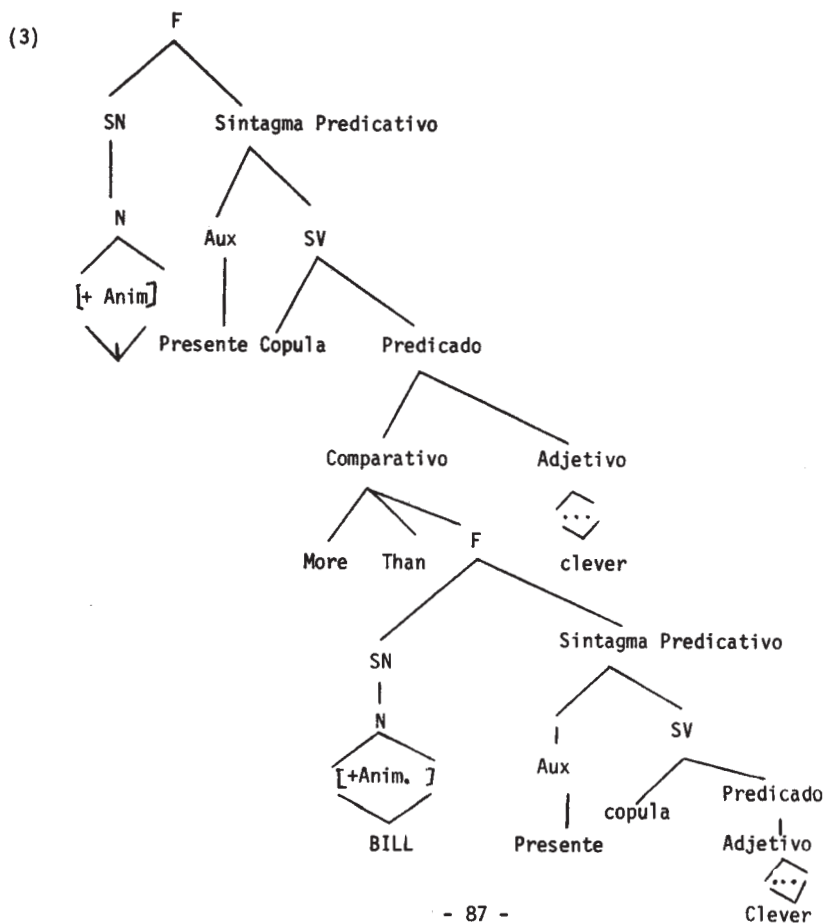 (3)
F
SN Sintagma Predicativo
N Aux SV
[+ Anim]
Presente Copula Predicado
Comparativo Adjetivo
...
More Than F clever
Sintagma Predicativo
SN
N SV
[+Anim. ] Aux
Predicado
copula
BILL Presente Adjetivo
...
- 87 - Clever